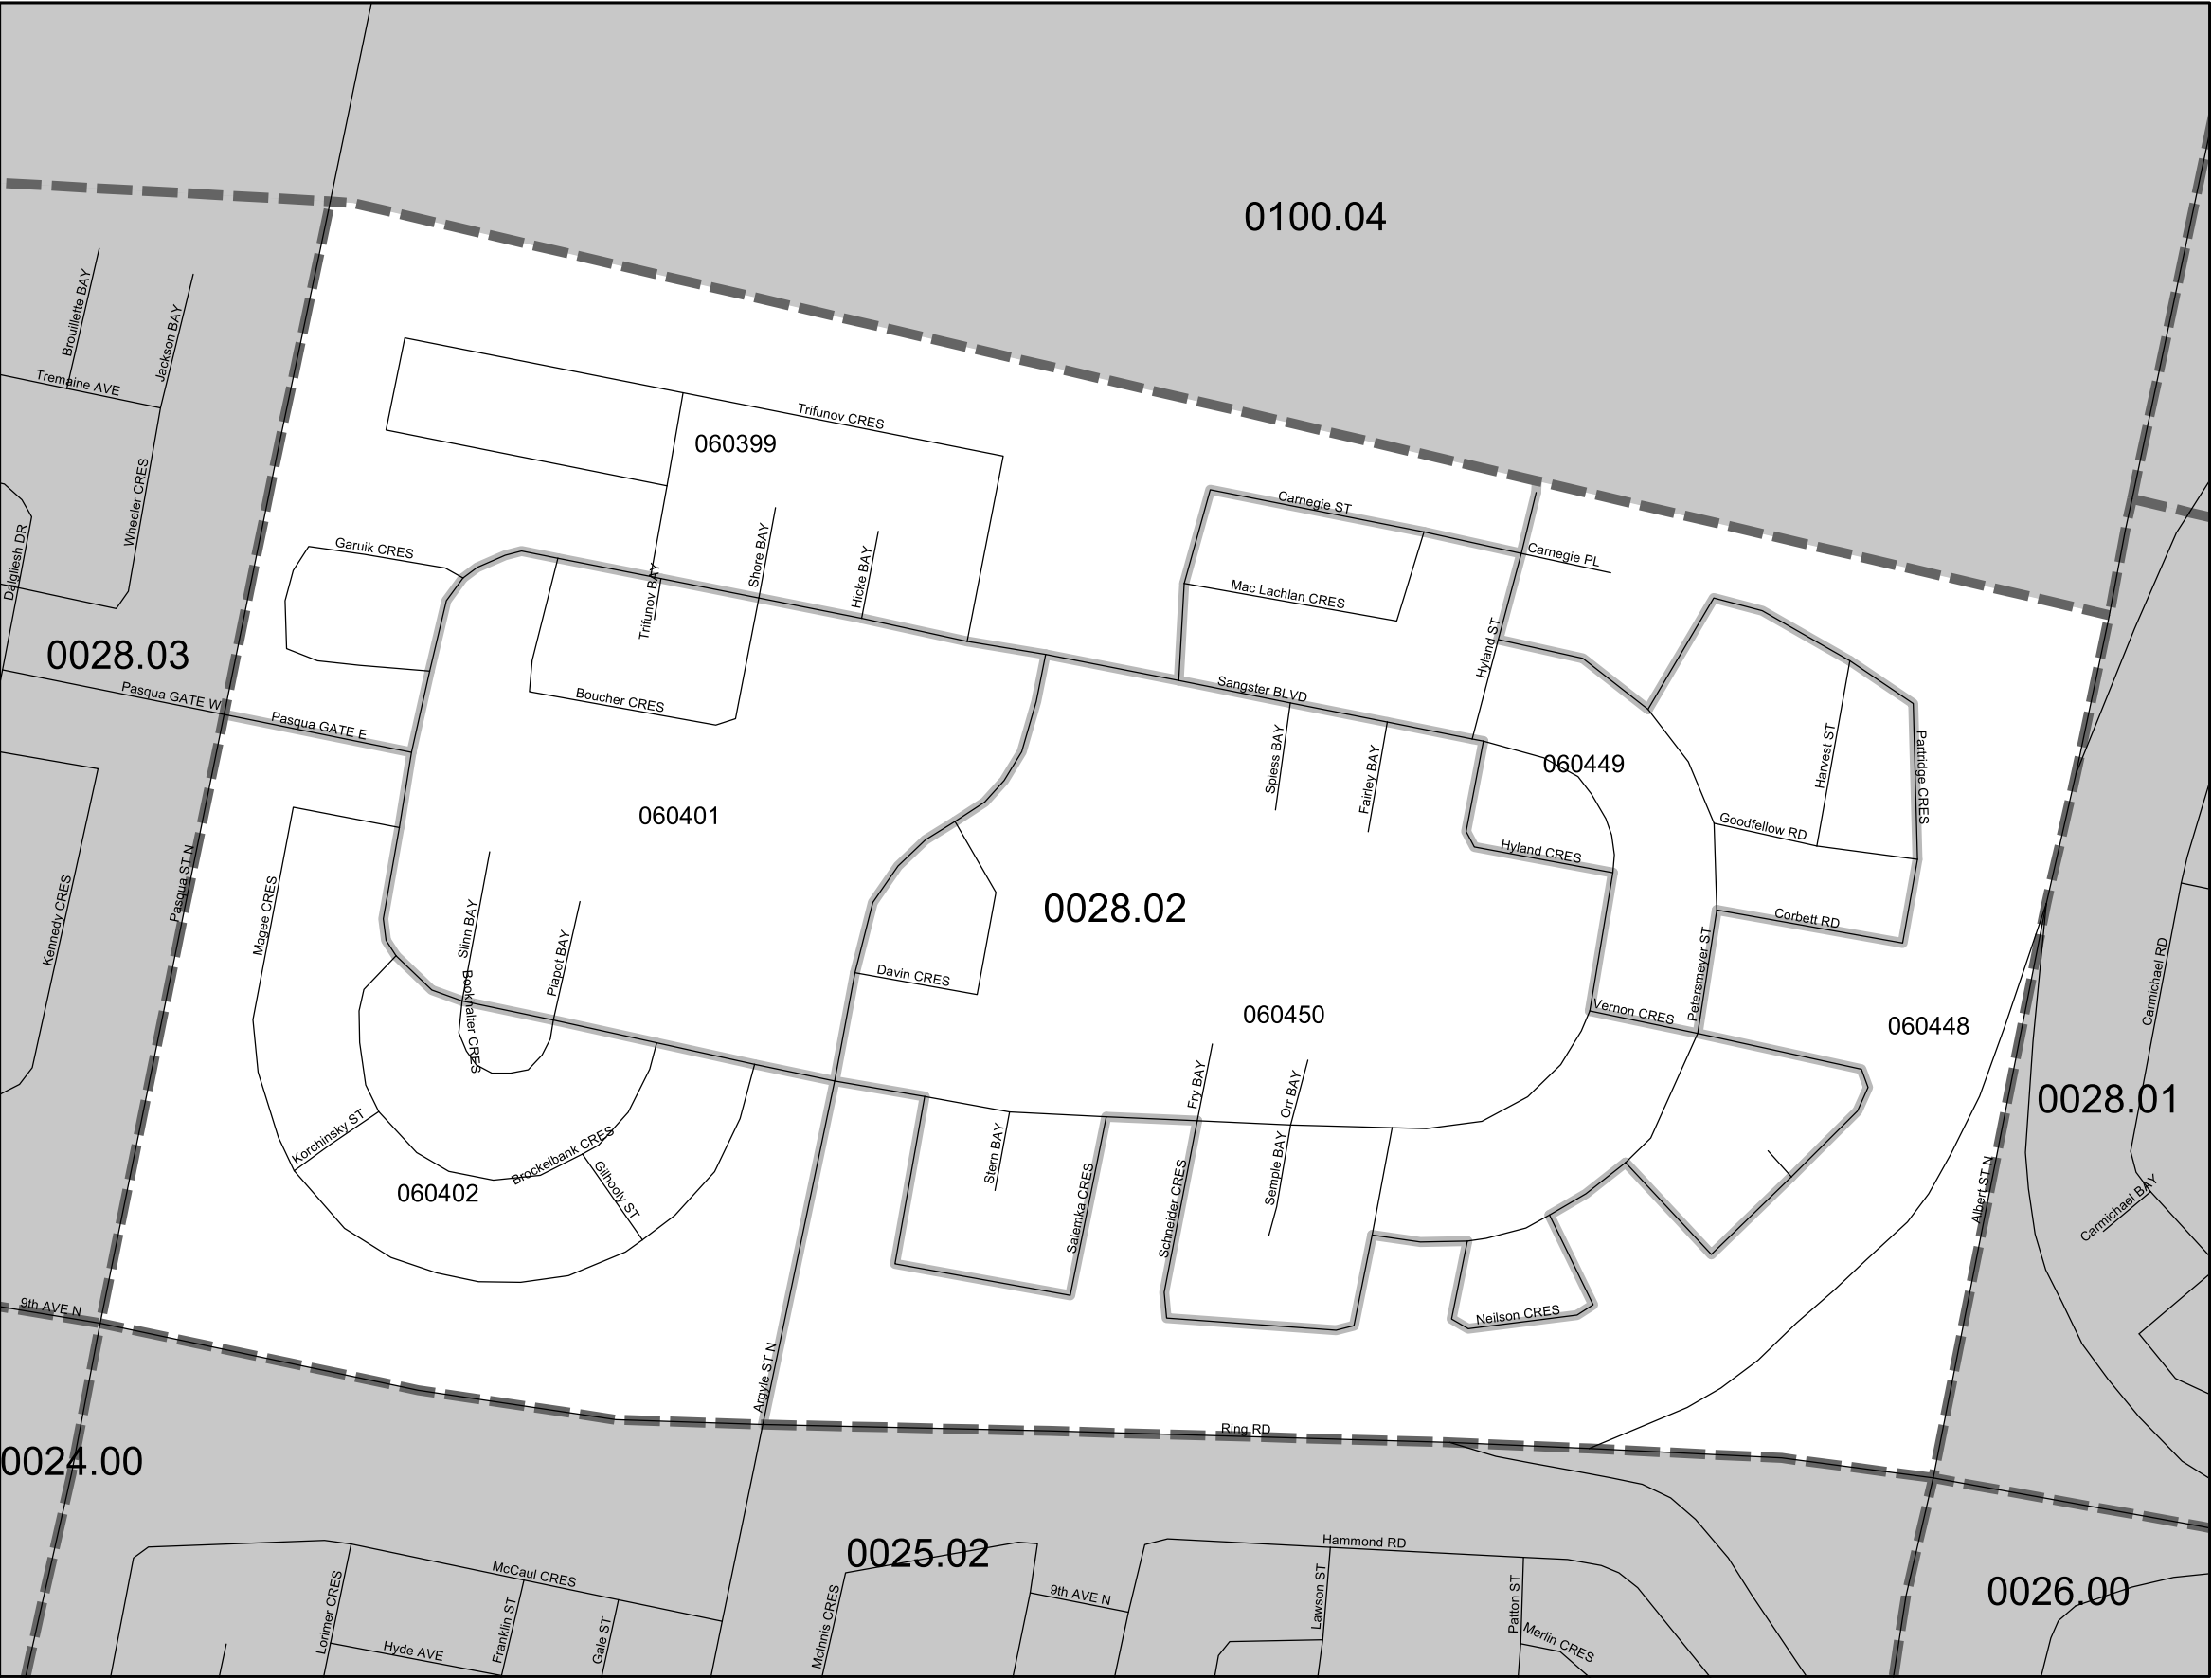 0100.04
Brouillette BAY
Jackson BAY
Tremaine AVE
Trifunov CRES
060399
Wheeler CRES
Dalgliesh DR
Garuik CRES
Trifunov BAY
Shore BAY
Hicke BAY
Carnegie ST
Carnegie PL
Mac Lachlan CRES
Hyland ST
0028.03
Pasqua GATE W
Pasqua GATE E
Boucher CRES
Sangster BLVD
Spiess BAY
Fairley BAY
060449
Harvest ST
Partridge CRES
060401
Goodfellow RD
Hyland CRES
Pasqua ST N
Kennedy CRES
Magee CRES
Slinn BAY
Piapot BAY
Bookhalter CRES
0028.02
Corbett RD
Davin CRES
Petersmeyer ST
Carmichael RD
060450
Vernon CRES
060448
Fry BAY
Orr BAY
0028.01
Korchinsky ST
Brockelbank CRES
Gilhooly ST
060402
Stern BAY
Salemka CRES
Schneider CRES
Semple BAY
Albert ST N
Carmichael BAY
9th AVE N
Neilson CRES
Argyle ST N
Ring RD
0024.00
0025.02
Hammond RD
McCaul CRES
Lorimer CRES
Franklin ST
Gale ST
Hyde AVE
McInnis CRES
9th AVE N
Lawson ST
Patton ST
Merlin CRES
0026.00